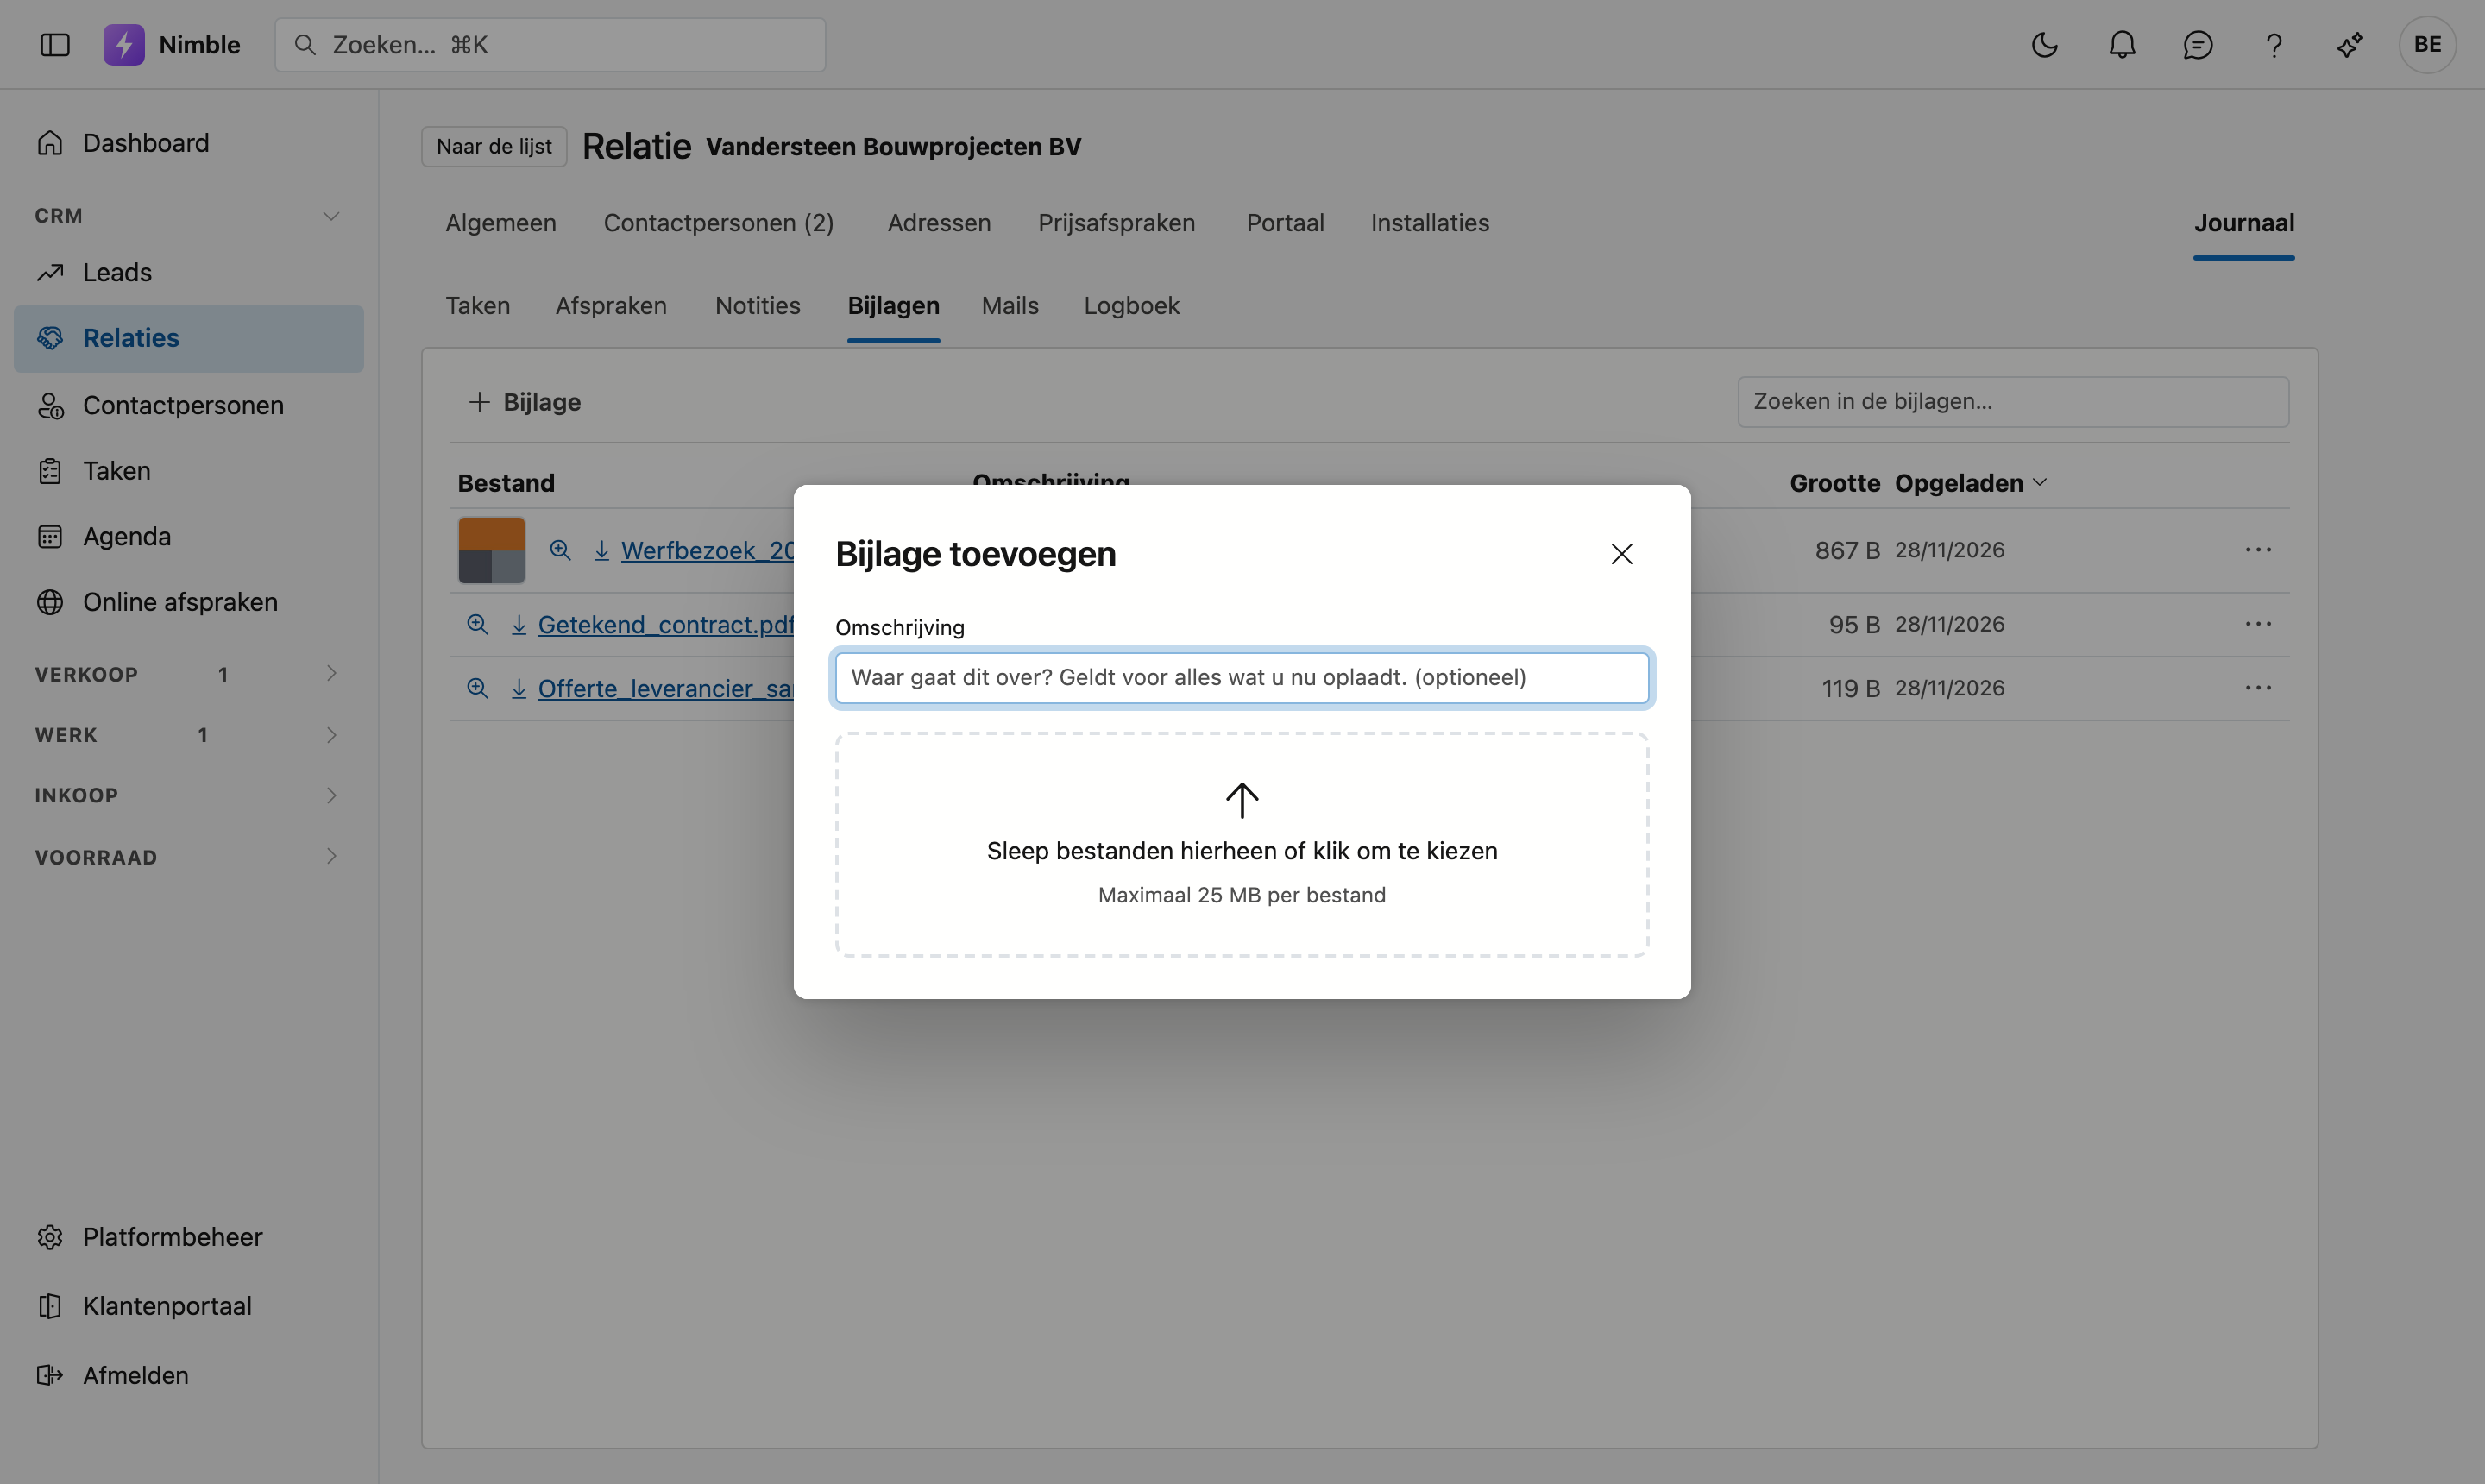 Nimble
Zoeken... ⌘K
BE
Dashboard
CRM
Leads
Relaties
Contactpersonen
Taken
Agenda
Online afspraken
VERKOOP 1
WERK 1
INKOOP
VOORRAAD
Platformbeheer
Klantenportaal
Afmelden
Naar de lijst Relatie Vandersteen Bouwprojecten BV
Algemeen Contactpersonen (2) Adressen Prijsafspraken Portaal Installaties Journaal
Taken Afspraken Notities Bijlagen Mails Logboek
+ Bijlage Zoeken in de bijlagen...
Bestand Omschrijving Grootte Opgeladen
Werfbezoek_20 867 B 28/11/2026
Getekend_contract.pdf 95 B 28/11/2026
Offerte_leverancier_sa 119 B 28/11/2026
Bijlage toevoegen
Omschrijving
Waar gaat dit over? Geldt voor alles wat u nu oplaadt. (optioneel)
Sleep bestanden hierheen of klik om te kiezen
Maximaal 25 MB per bestand